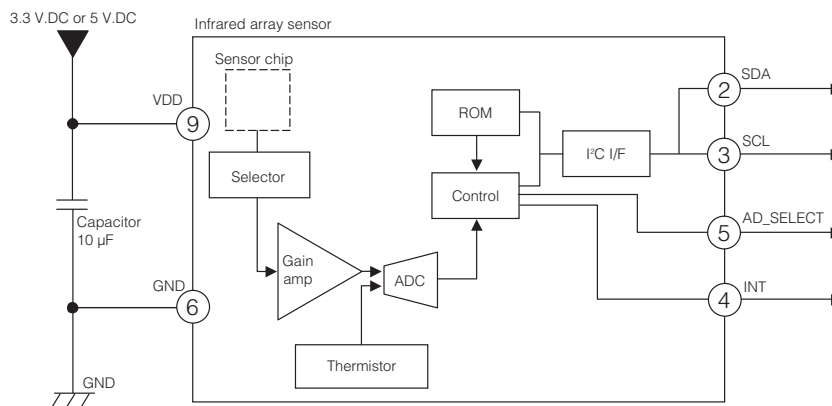 3.3 V.DC or 5 V.DC
Infrared array sensor
Sensor chip
SDA
2
VDD
9
ROM
I²C I/F
SCL
3
Selector
Control
Capacitor
10 µF
AD_SELECT
5
Gain
amp
ADC
GND
6
INT
4
Thermistor
GND